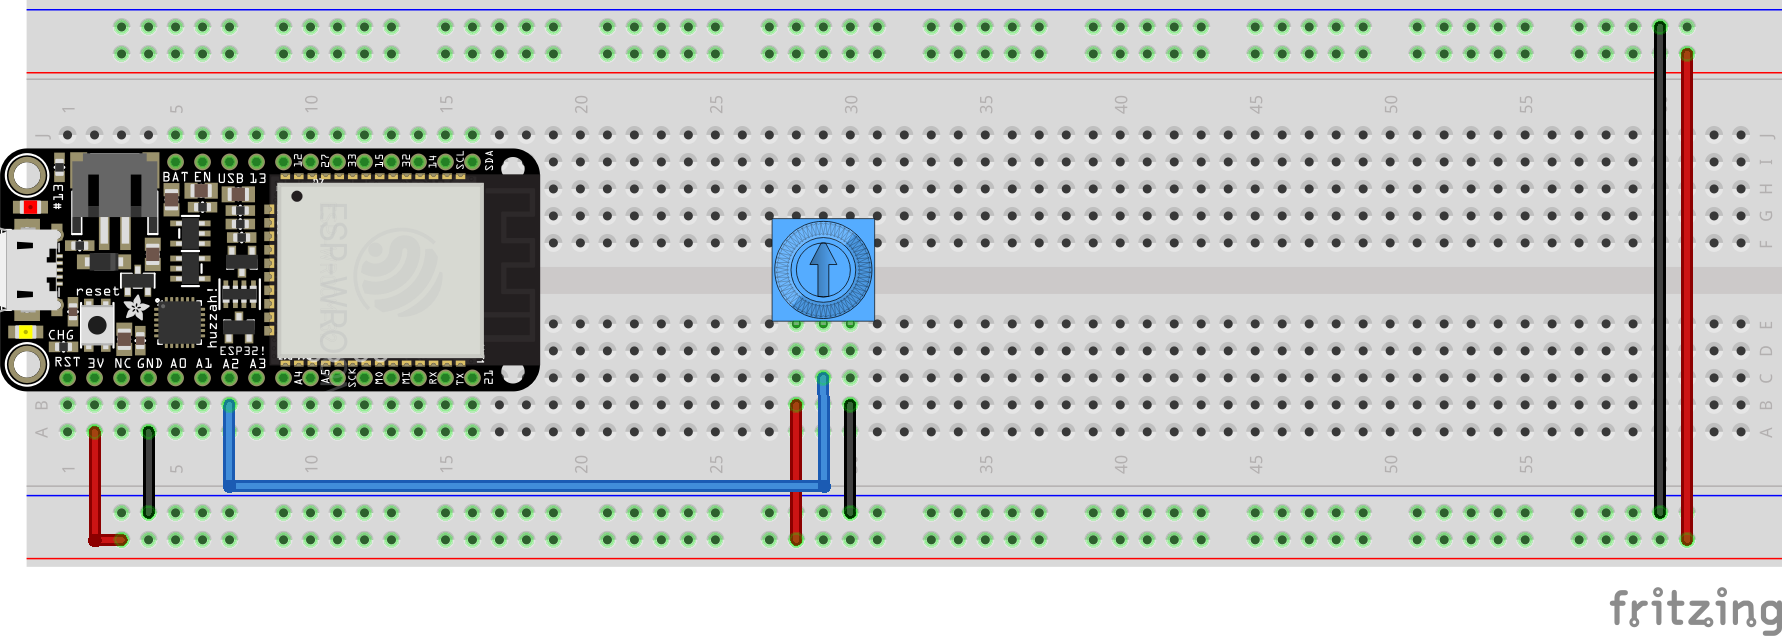 1 5 10 15 20 25 30 35 40 45 50 55
J J
I
H
G
F
#13
BAT EN USB 13 12 27 33 15 32 14 SCL SDA
ESP-WROOM
reset
huzzah!
ESP32!
CHG
RST 3V NC GND A0 A1 A2 A3 A4 A5 SCK MO MI RX TX 21
E
D
C
B B
A A
1 5 10 15 20 25 30 35 40 45 50 55
fritzing